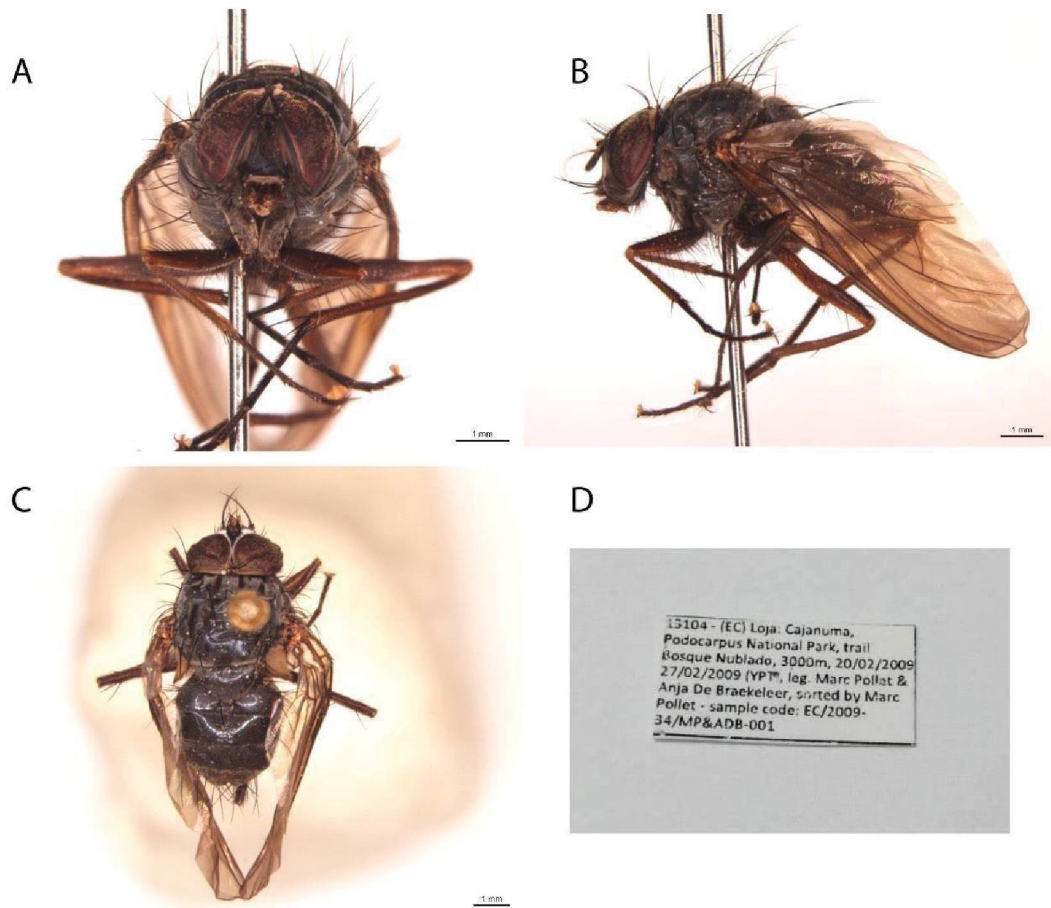 A
B
1 mm
1 mm
C
D
1 mm
13104 - (EC) Loja: Cajanuma,
Podocarpus National Park, trail
Bosque Nublado, 3000m, 20/02/2009
27/02/2009 (YPT*, leg. Marc Pollet &
Anja De Braekeleer, sorted by Marc
Pollet - sample code: EC/2009-
34/MP&ADB-001